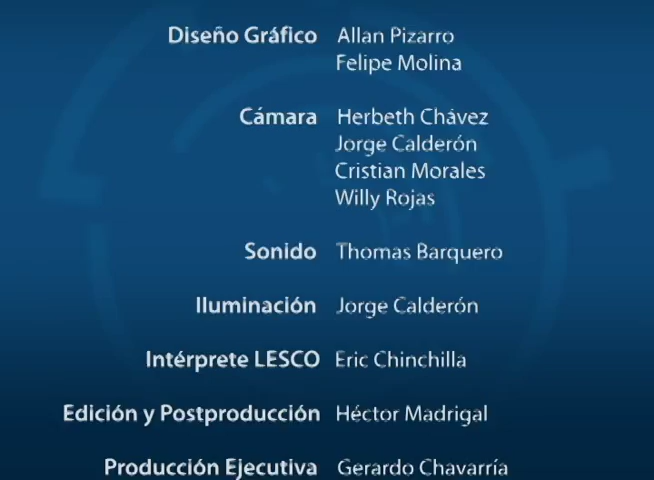 Diseño Gráfico Allan Pizarro
Felipe Molina
Cámara Herbeth Chávez
Jorge Calderón
Cristian Morales
Willy Rojas
Sonido Thomas Barquero
Iluminación Jorge Calderón
Intérprete LESCO Eric Chinchilla
Edición y Postproducción Héctor Madrigal
Producción Ejecutiva Gerardo Chavarría